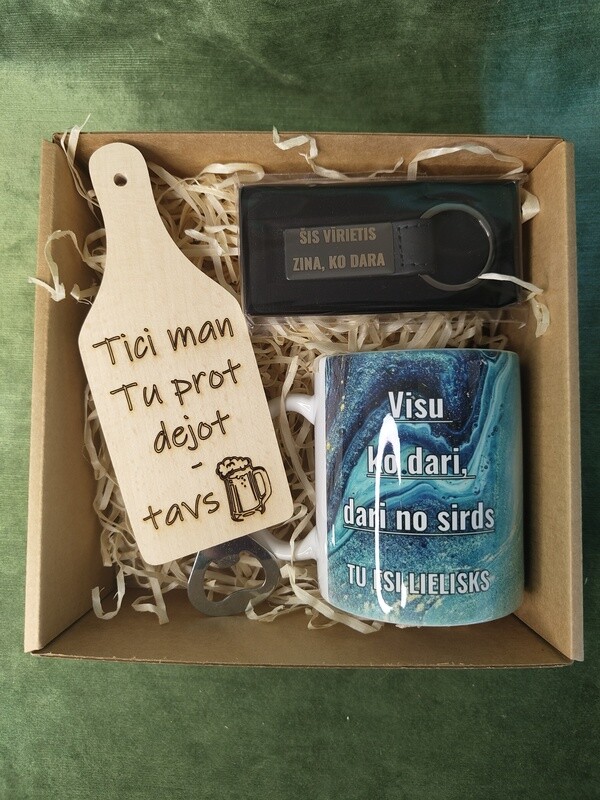 Tici man
Tu prot
dejot
-
tavs
ŠIS VĪRIETIS
ZINA, KO DARA
Visu
ko dari,
dari no sirds
TU ESI LIELISKS